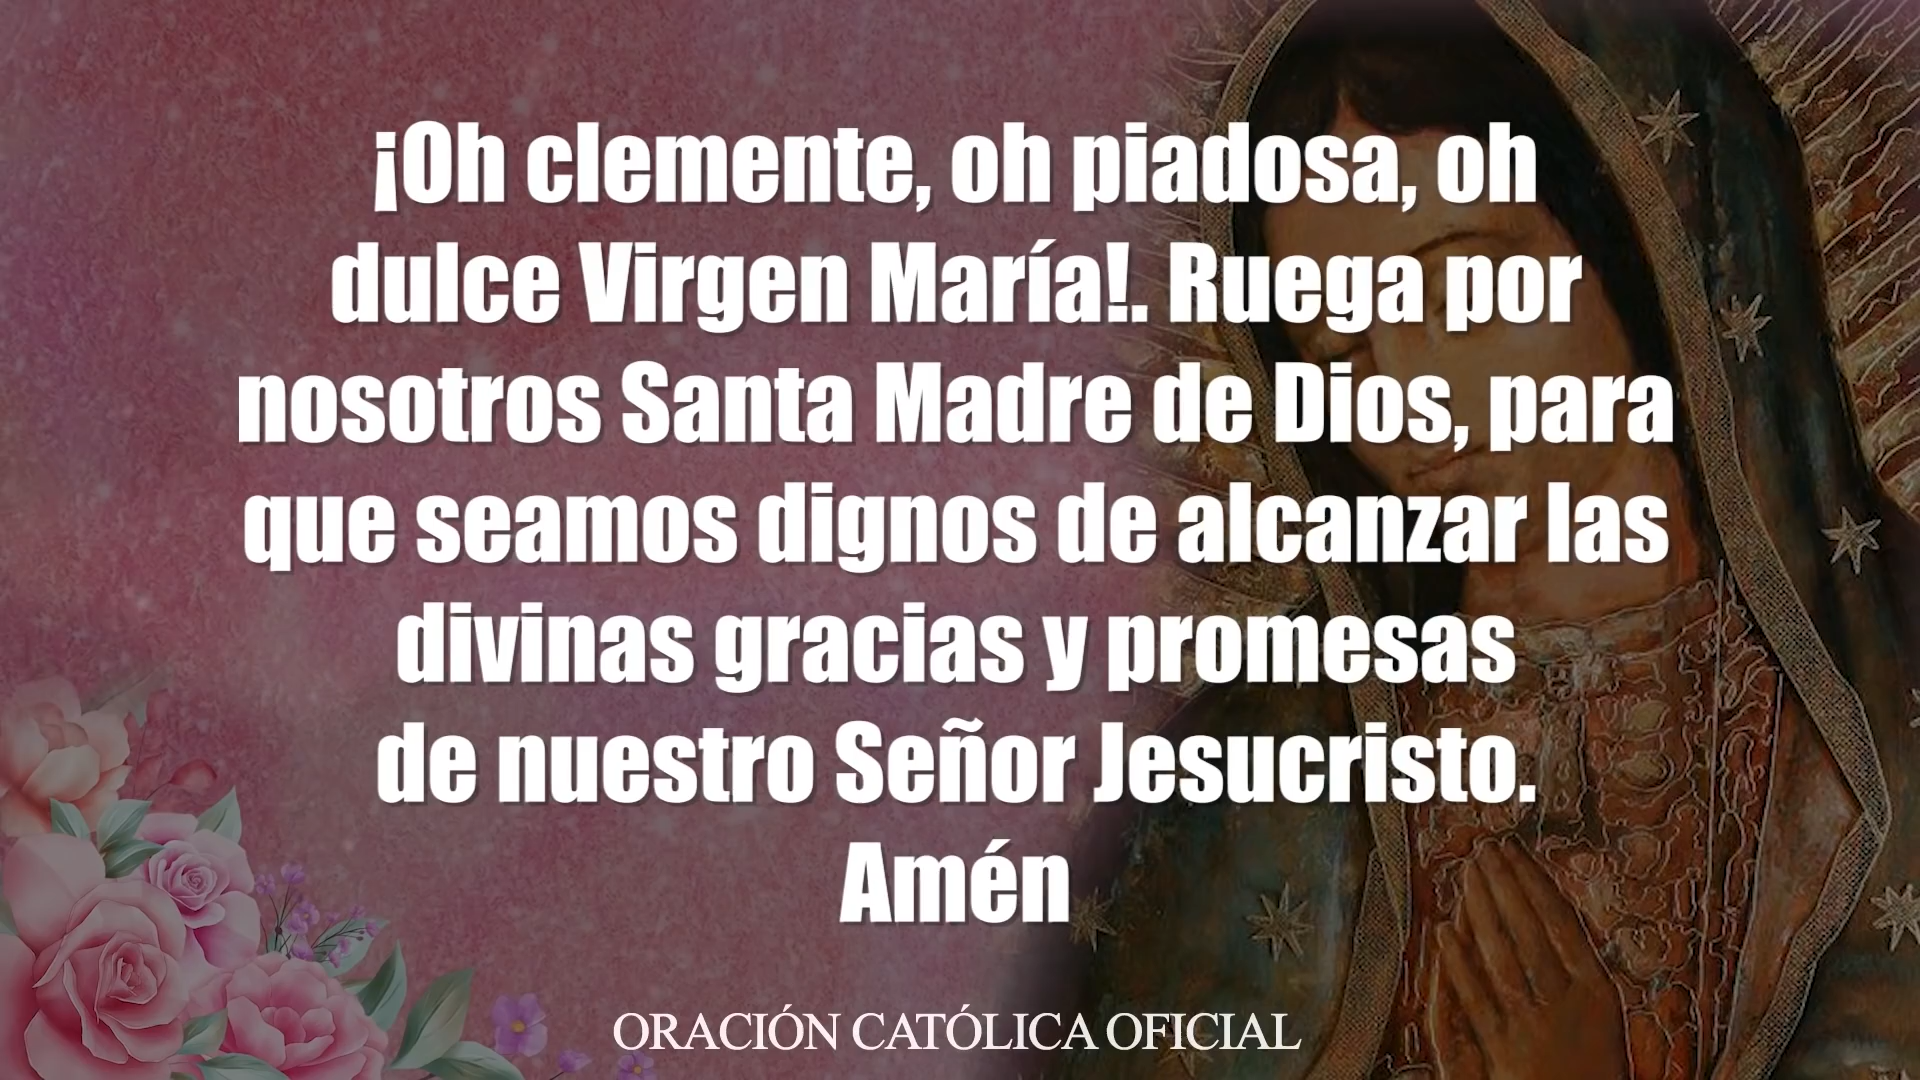 ¡Oh clemente, oh piadosa, oh
dulce Virgen María!. Ruega por
nosotros Santa Madre de Dios, para
que seamos dignos de alcanzar las
divinas gracias y promesas
de nuestro Señor Jesucristo.
Amén
ORACIÓN CATÓLICA OFICIAL